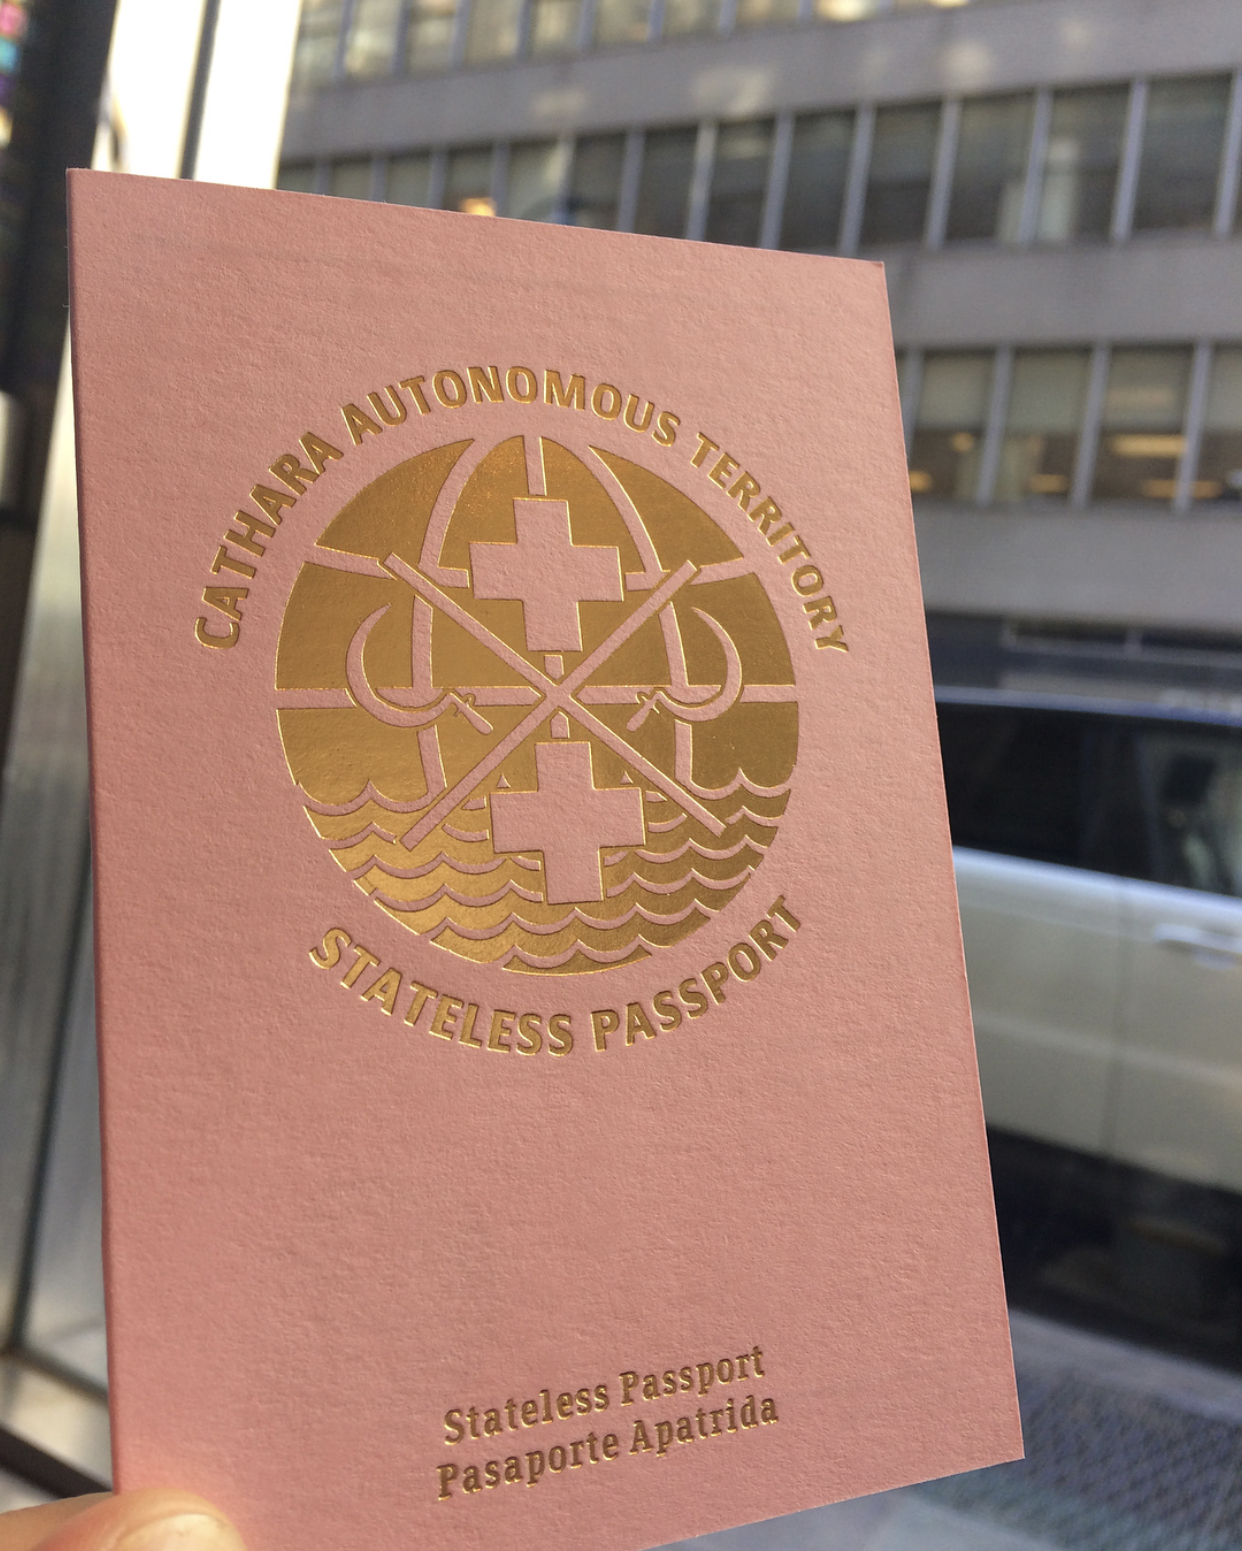 CATHARA AUTONOMOUS TERRITORY
STATELESS PASSPORT
Stateless Passport
Pasaporte Apatrida